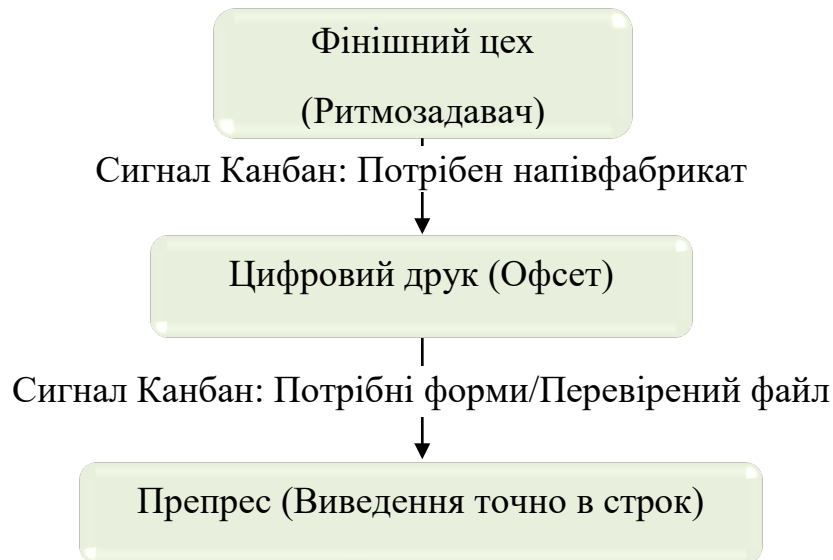 Фінішний цех
(Ритмозадавач)
Сигнал Канбан: Потрібен напівфабрикат
Цифровий друк (Офсет)
Сигнал Канбан: Потрібні форми/Перевірений файл
Препрес (Виведення точно в строк)